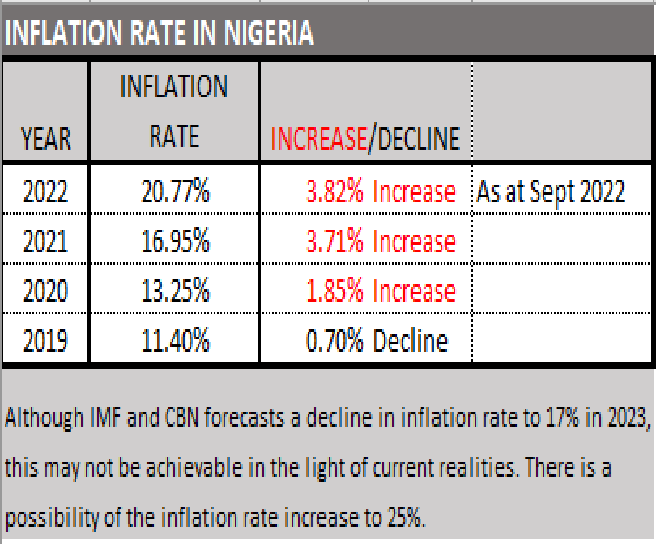 INFLATION RATE IN NIGERIA
YEAR INFLATION RATE INCREASE/DECLINE
2022 20.77% 3.82% Increase As at Sept 2022
2021 16.95% 3.71% Increase
2020 13.25% 1.85% Increase
2019 11.40% 0.70% Decline
Although IMF and CBN forecasts a decline in inflation rate to 17% in 2023,
this may not be achievable in the light of current realities. There is a
possibility of the inflation rate increase to 25%.